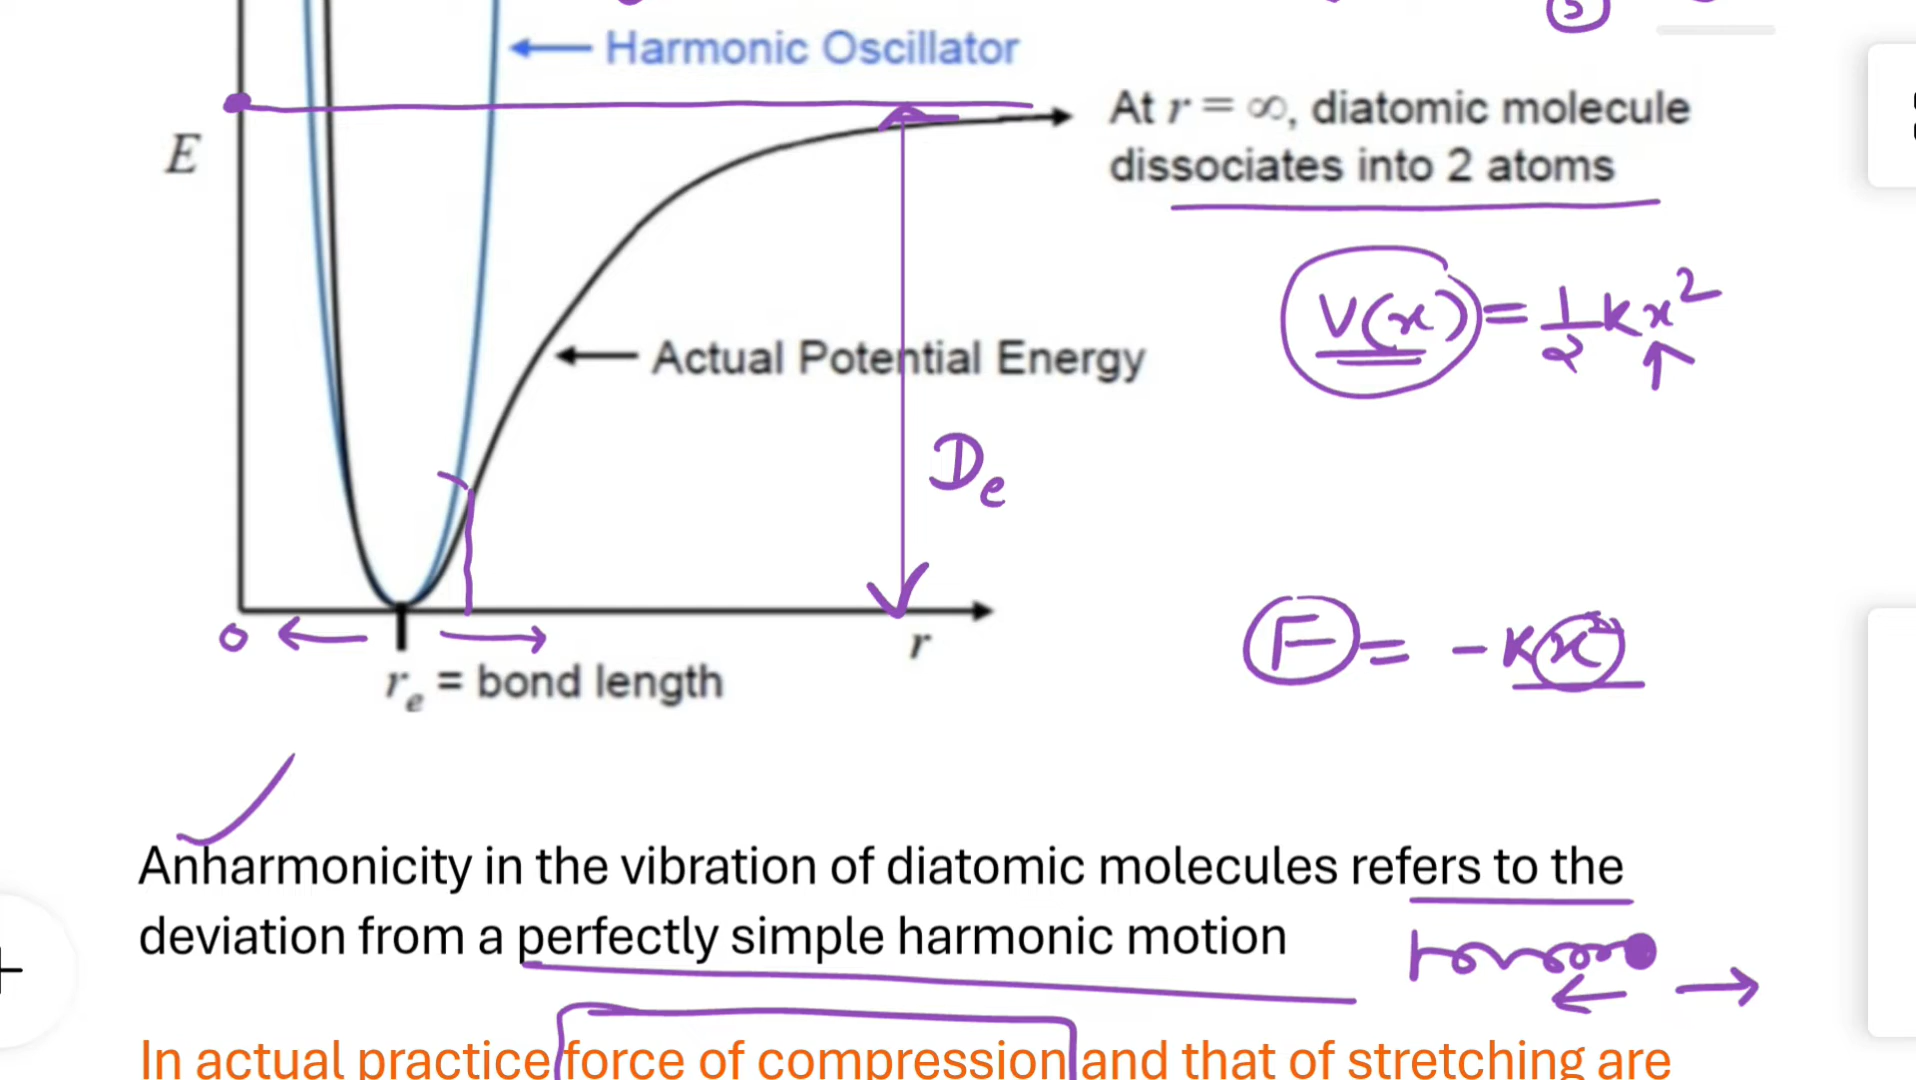 Harmonic Oscillator
At r = ∞, diatomic molecule
dissociates into 2 atoms
E
V(x) = 1/2 kx²
Actual Potential Energy
De
F = -kx
0
r
re = bond length
Anharmonicity in the vibration of diatomic molecules refers to the
deviation from a perfectly simple harmonic motion
In actual practice force of compression and that of stretching are